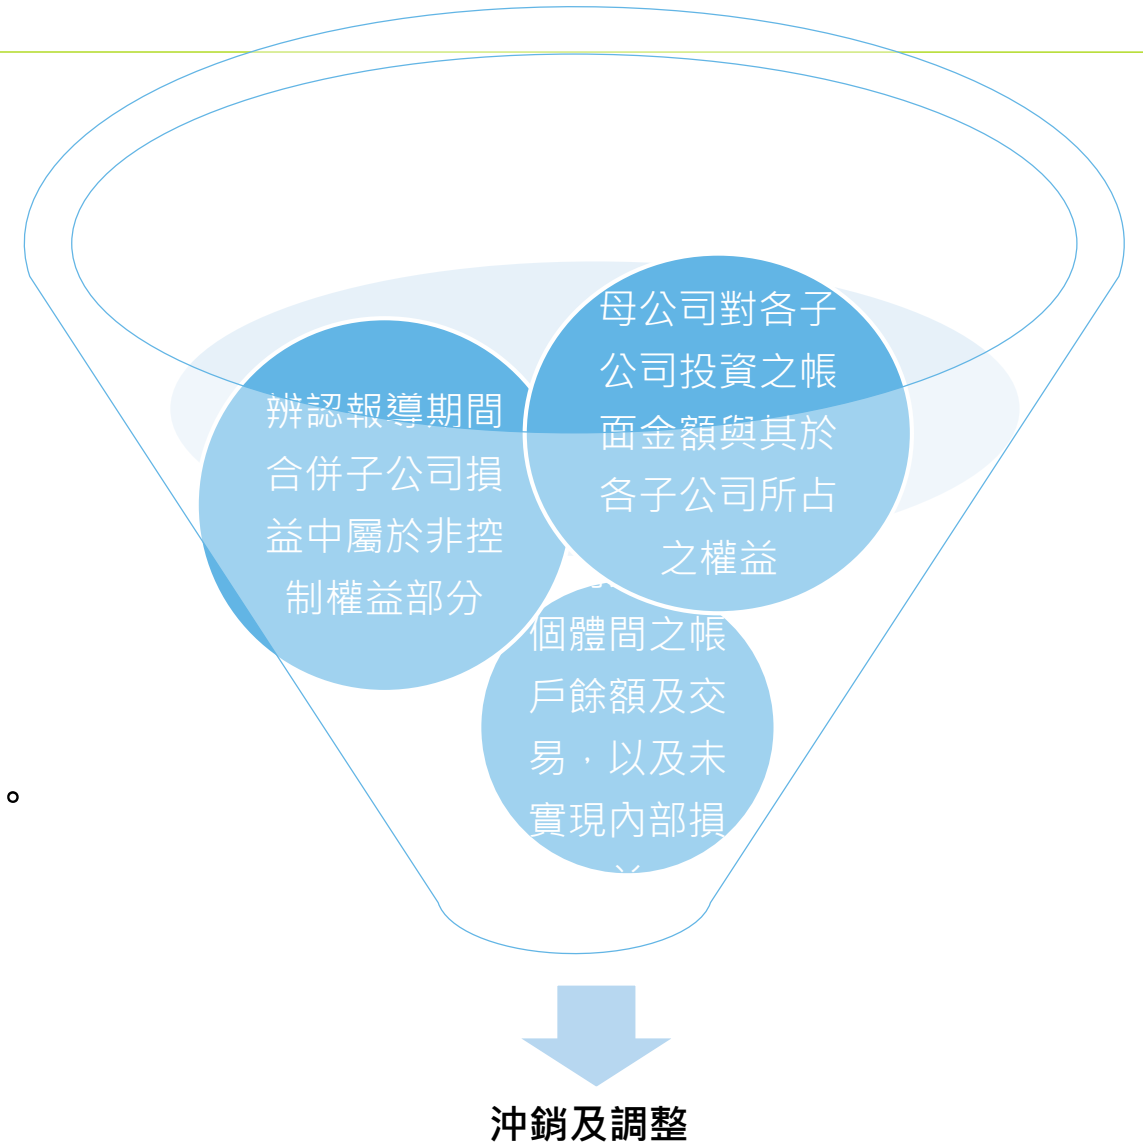 母公司對各子
公司投資之帳
面金額與其於
各子公司所占
之權益
辨認報導期間
合併子公司損
益中屬於非控
制權益部分
個體間之帳
戶餘額及交
易，以及未
實現內部損
。
沖銷及調整